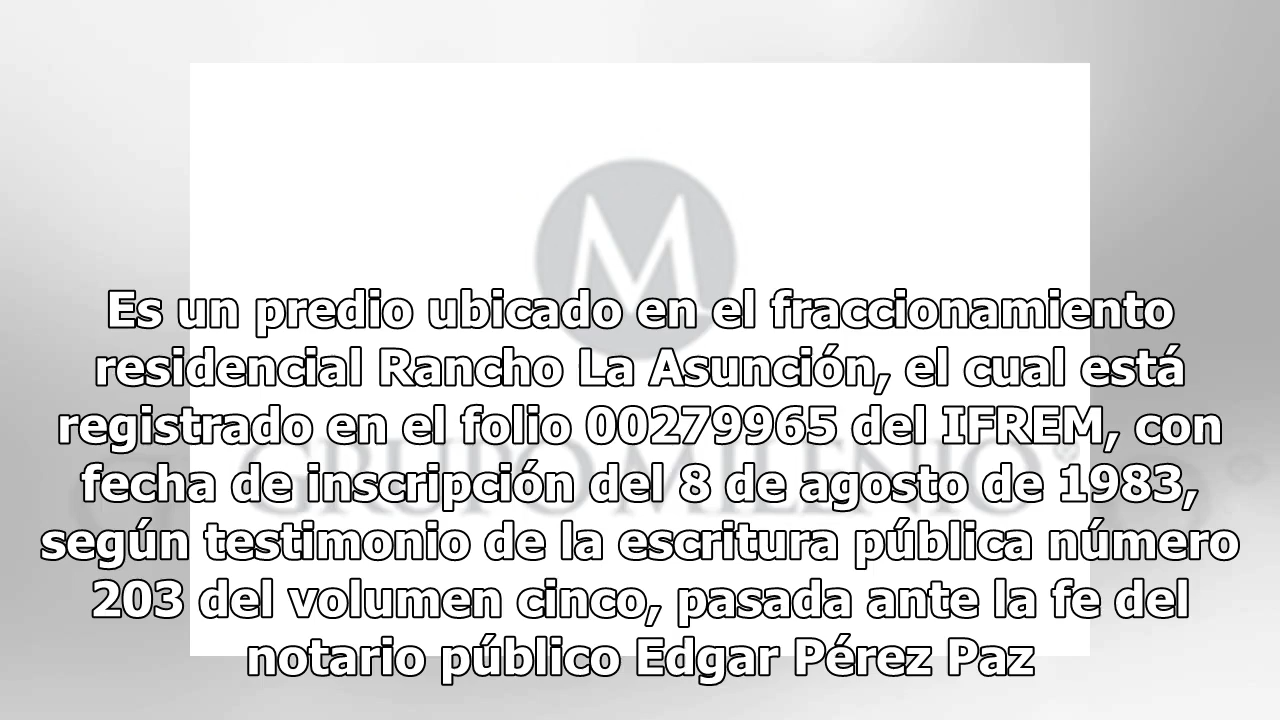 M
Es un predio ubicado en el fraccionamiento
residencial Rancho La Asunción, el cual está
registrado en el folio 00279965 del IFREM, con
GRUPO MILENIO®
fecha de inscripción del 8 de agosto de 1983,
según testimonio de la escritura pública número
203 del volumen cinco, pasada ante la fe del
notario público Edgar Pérez Paz